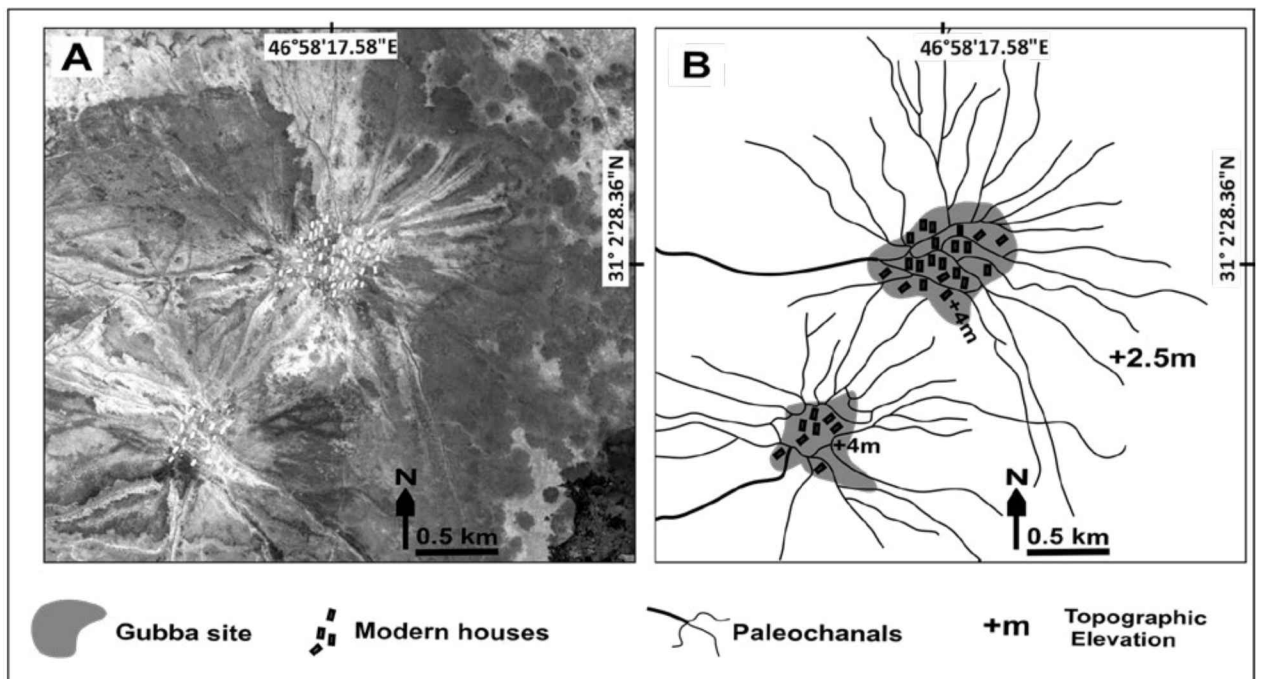 A
46°58'17.58"E
31° 2'28.36"N
N
0.5 km
B
46°58'17.58"E
31° 2'28.36"N
+4m
+2.5m
+4m
N
0.5 km
Gubba site
Modern houses
Paleochanals
+m
Topographic
Elevation